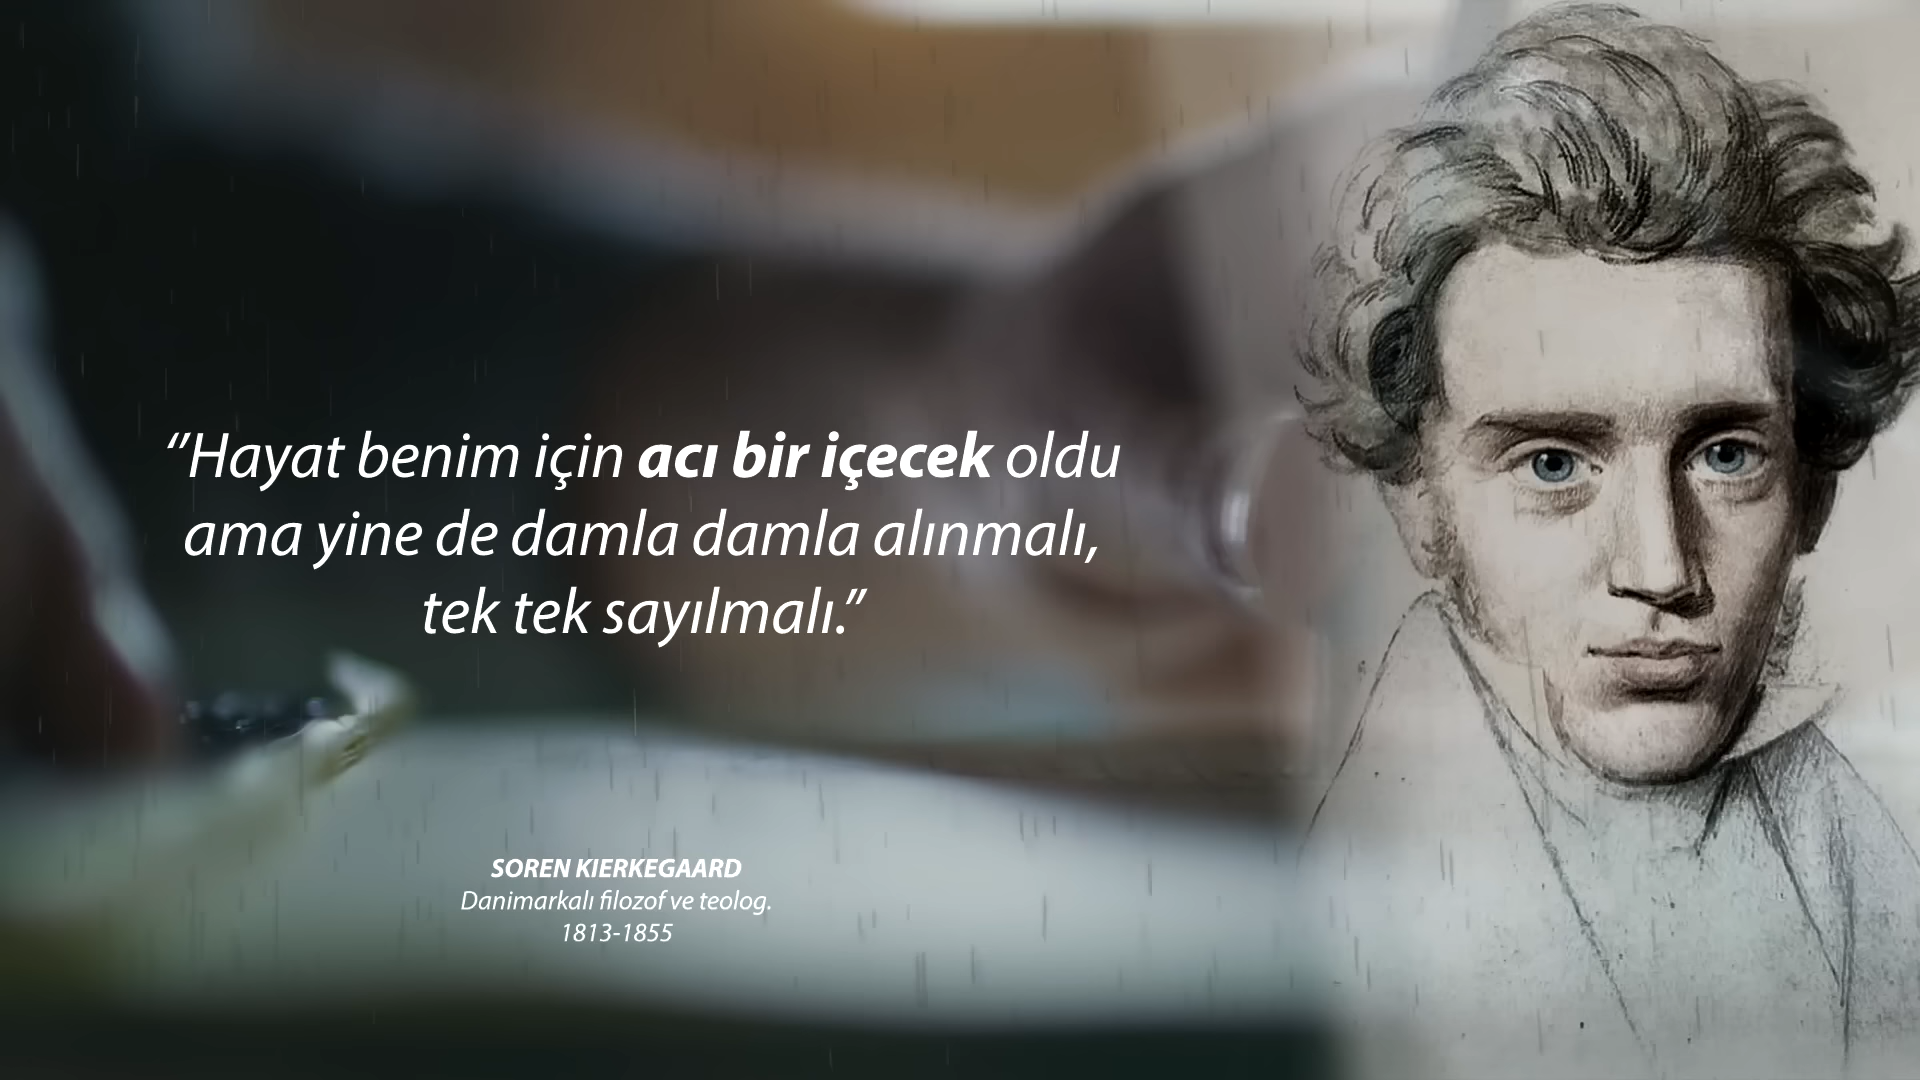 “Hayat benim için acı bir içecek oldu
ama yine de damla damla alınmalı,
tek tek sayılmalı.”
SOREN KIERKEGAARD
Danimarkalı filozof ve teolog.
1813-1855